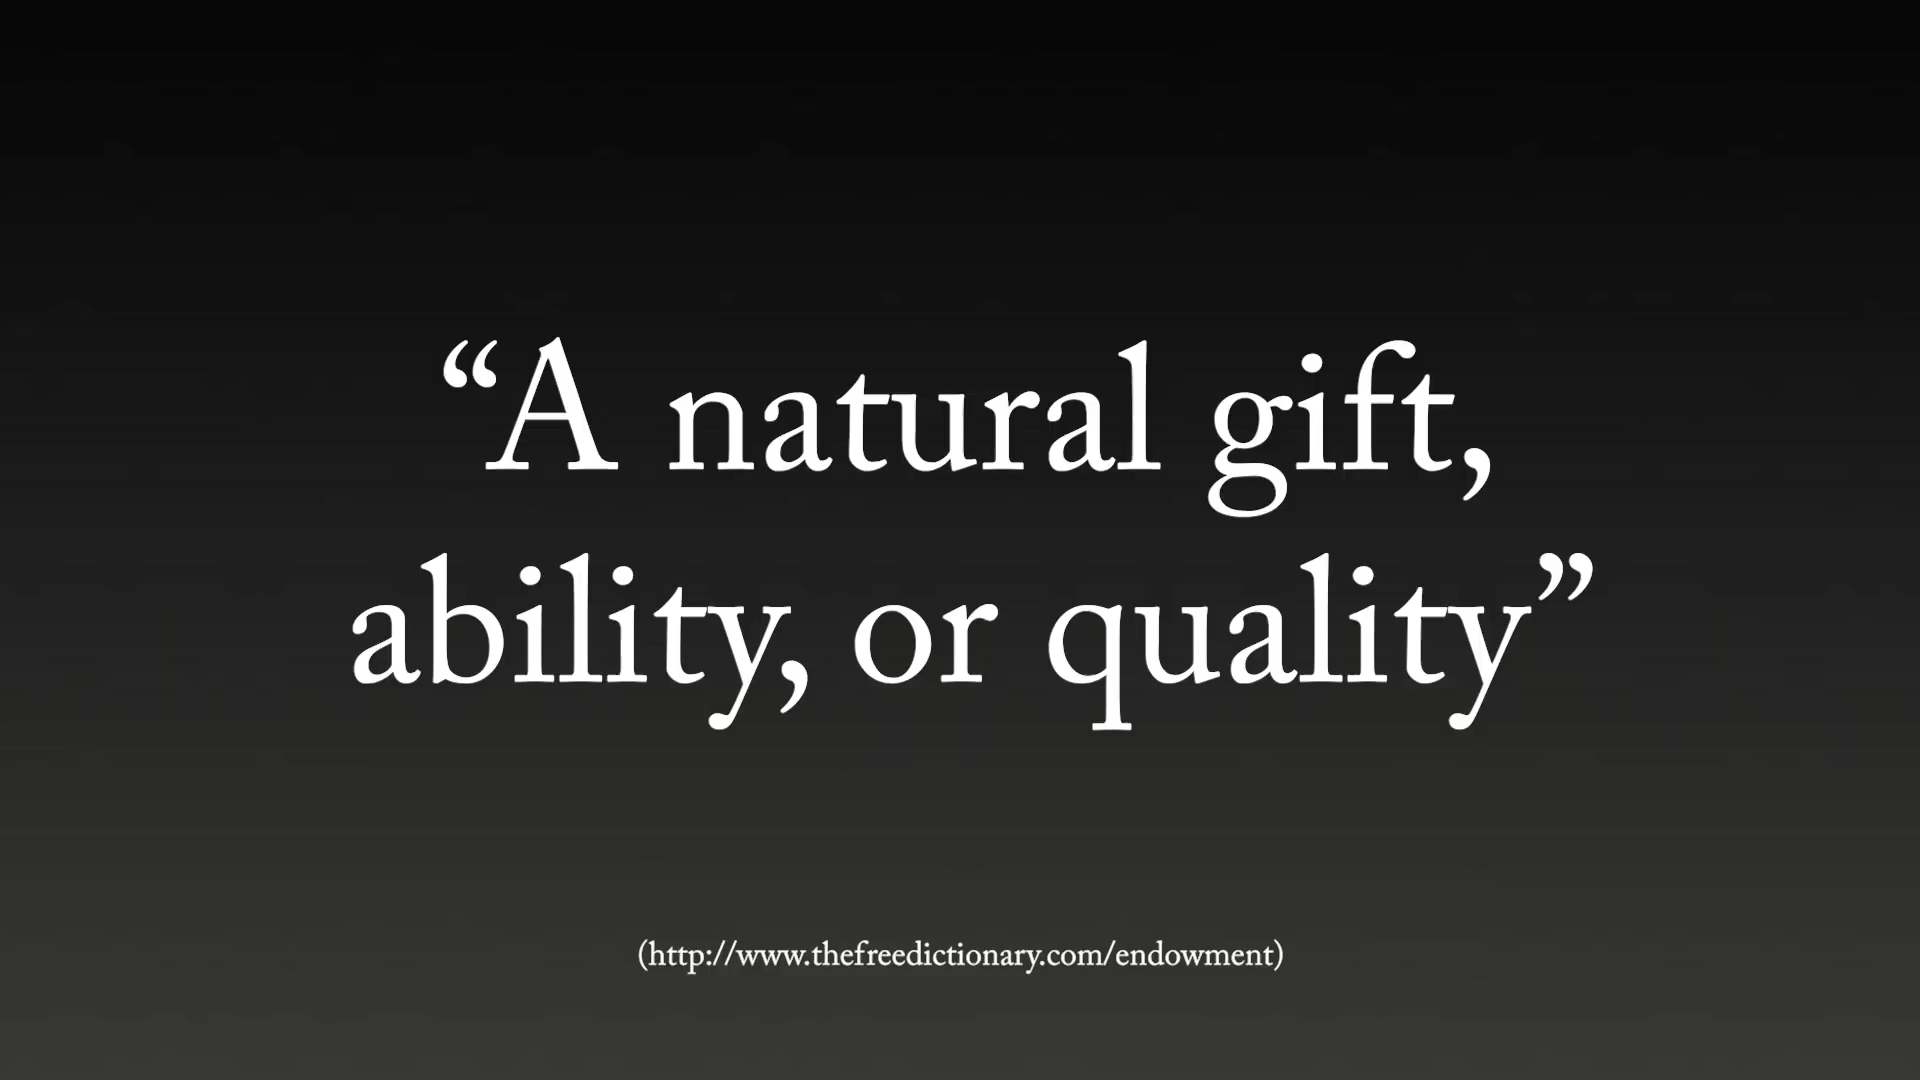 “A natural gift,
ability, or quality”
(http://www.thefreedictionary.com/endowment)